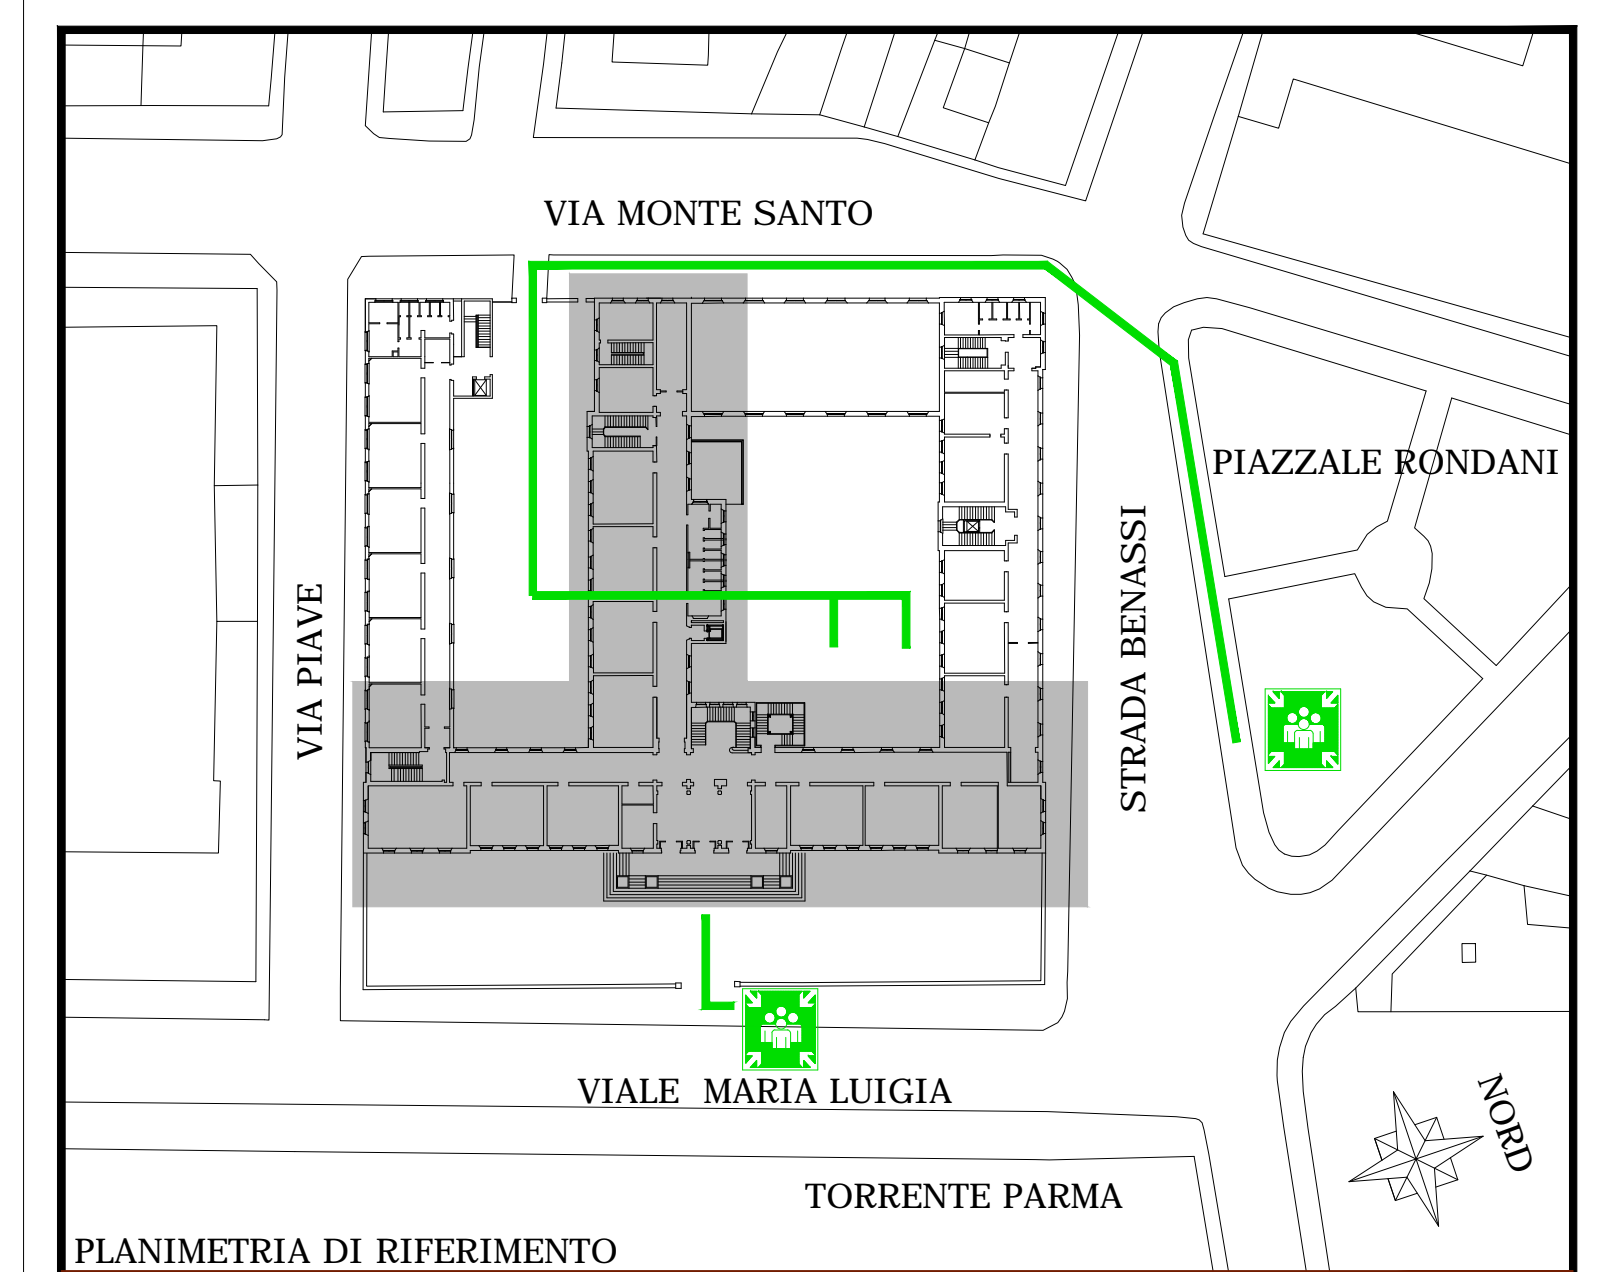 VIA MONTE SANTO
PIAZZALE RONDANI
STRADA BENASSI
VIA PIAVE
VIALE MARIA LUIGIA
NORD
TORRENTE PARMA
PLANIMETRIA DI RIFERIMENTO